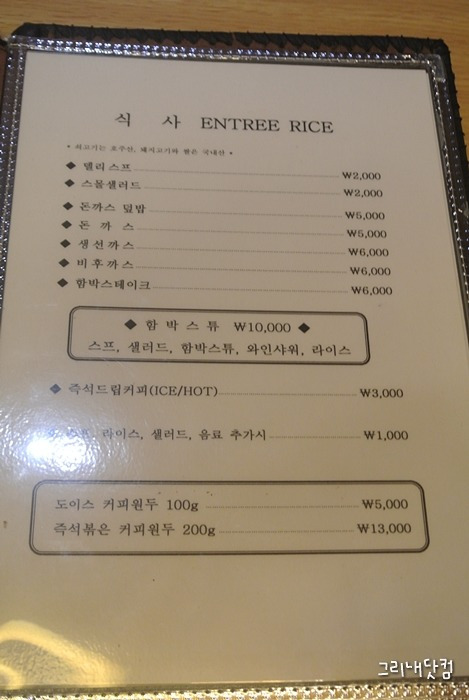 식 사 ENTREE RICE
* 쇠고기는 호주산, 돼지고기와 쌀은 국내산 *
◆ 델리스프 ₩2,000
◆ 스몰샐러드 ₩2,000
◆ 돈까스 덮밥 ₩5,000
◆ 돈 까 스 ₩5,000
◆ 생선까스 ₩6,000
◆ 비후까스 ₩6,000
◆ 함박스테이크 ₩6,000
◆ 함 박 스 튜 ₩10,000 ◆
스프, 샐러드, 함박스튜, 와인샤워, 라이스
◆ 즉석드립커피(ICE/HOT) ₩3,000
라이스, 샐러드, 음료 추가시 ₩1,000
도이스 커피원두 100g ₩5,000
즉석볶은 커피원두 200g ₩13,000
그리내닷컴